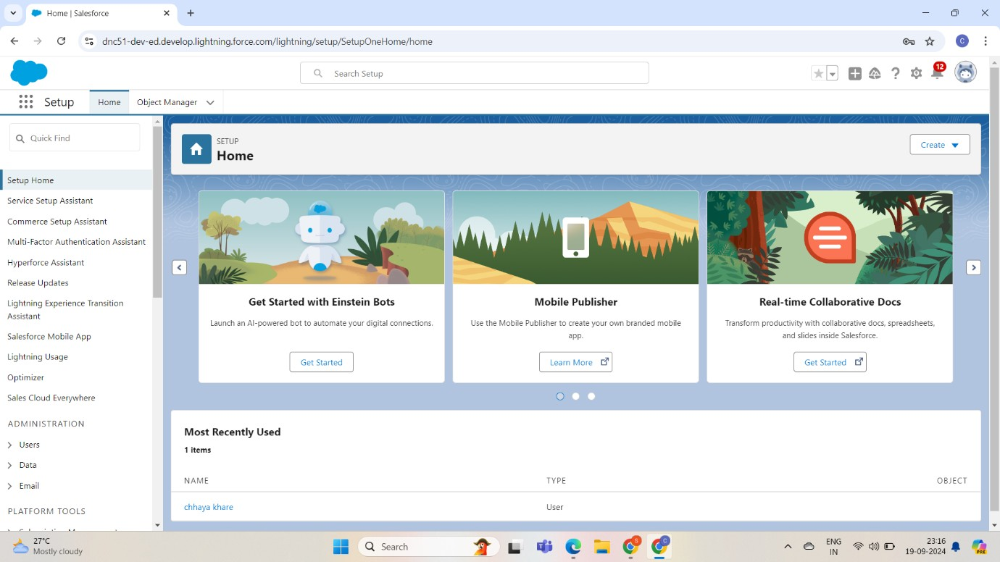 Home | Salesforce
dnc51-dev-ed.develop.lightning.force.com/lightning/setup/SetupOneHome/home
C
Search Setup
12
Setup
Home
Object Manager
Quick Find
Setup Home
Service Setup Assistant
Commerce Setup Assistant
Multi-Factor Authentication Assistant
Hyperforce Assistant
Release Updates
Lightning Experience Transition
Assistant
Salesforce Mobile App
Lightning Usage
Optimizer
Sales Cloud Everywhere
ADMINISTRATION
Users
Data
Email
PLATFORM TOOLS
SETUP
Home
Create
Get Started with Einstein Bots
Launch an AI-powered bot to automate your digital connections.
Get Started
Mobile Publisher
Use the Mobile Publisher to create your own branded mobile
app.
Learn More
Real-time Collaborative Docs
Transform productivity with collaborative docs, spreadsheets,
and slides inside Salesforce.
Get Started
Most Recently Used
1 items
NAME TYPE OBJECT
chhaya khare User
27°C
Mostly cloudy
Search
S
C
ENG
IN
23:16
19-09-2024
PRE